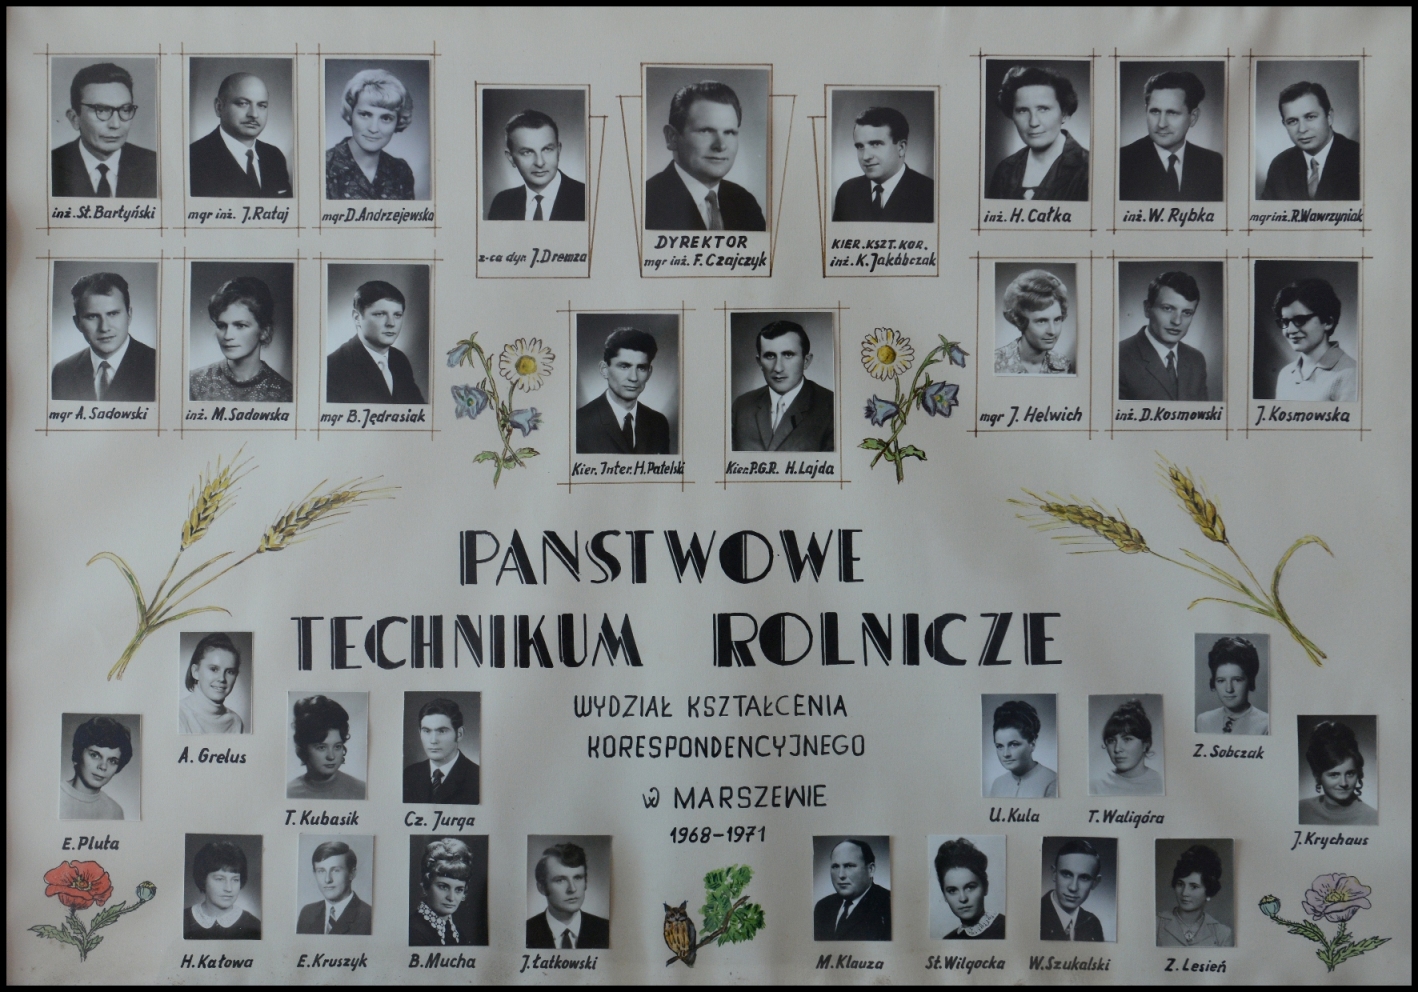 inż. St. Bartyński
mgr inż. J. Rataj
mgr D. Andrzejewska
z-ca dyr. J. Drewza
DYREKTOR
mgr inż. F. Czajczyk
KIER. KSZT. KOR.
inż. K. Jakóbczak
inż. H. Całka
inż. W. Rybka
mgr inż. R. Wawrzyniak
mgr A. Sadowski
inż. M. Sadowska
mgr B. Jędrasiak
Kier. Inter. H. Patelski
Kier. P.G.R. H. Lajda
mgr J. Helwich
inż. D. Kosmowski
J. Kosmowska
PANSTWOWE
TECHNIKUM ROLNICZE
WYDZIAŁ KSZTAŁCENIA
KORESPONDENCYJNEGO
w MARSZEWIE
1968-1971
E. Pluta
A. Grelus
T. Kubasik
Cz. Jurga
U. Kula
T. Waligóra
Z. Sobczak
J. Krychaus
H. Katowa
E. Kruszyk
B. Mucha
J. Łatkowski
M. Klauza
St. Wilgocka
W. Szukalski
Z. Lesień